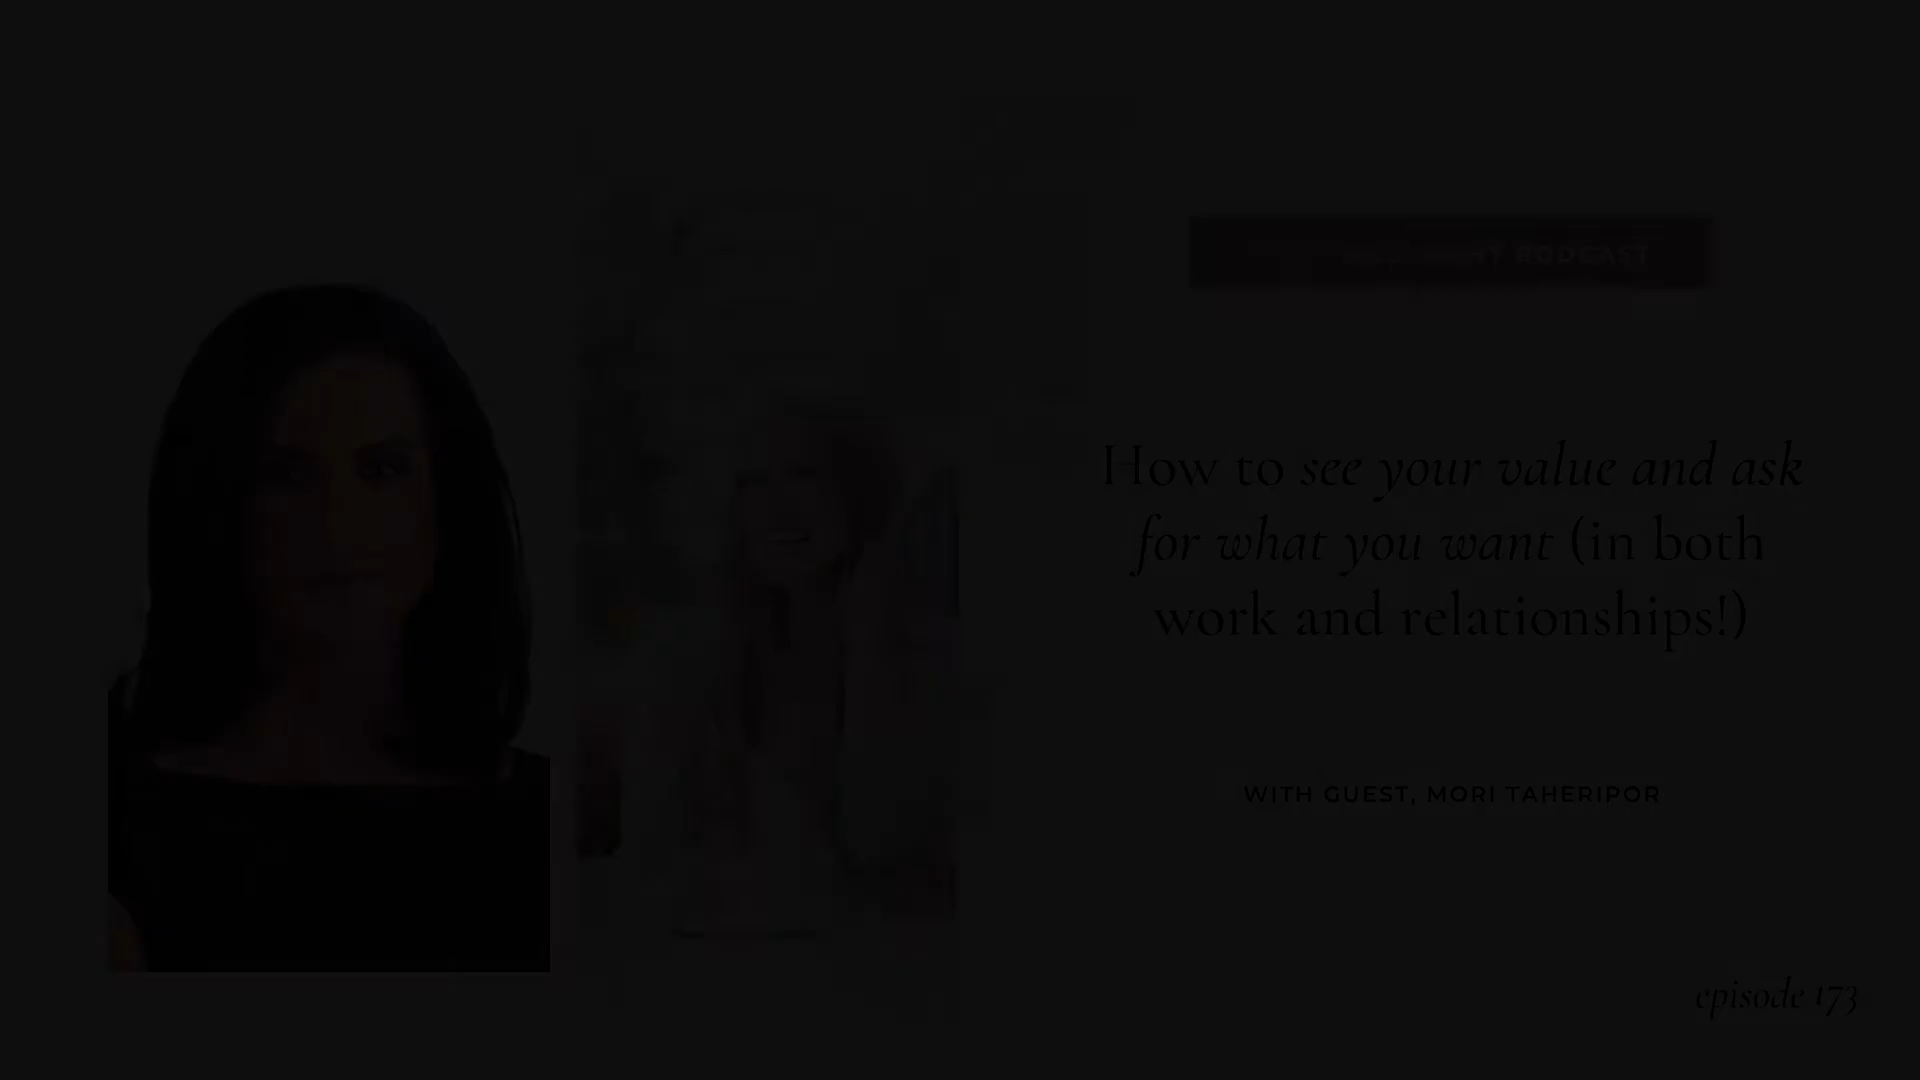 PODCAST
How to see your value and ask
for what you want (in both
work and relationships!)
WITH GUEST, MORI TAHERIPOR
episode 173